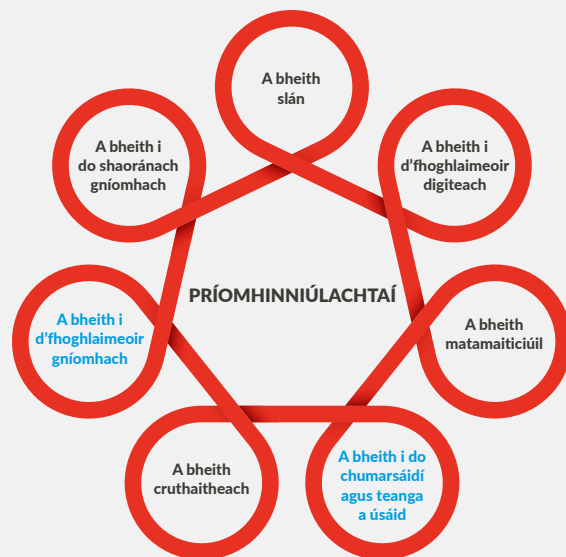 A bheith
slán
A bheith i
d'fhoghlaimeoir
digiteach
A bheith
matamaiticiúil
A bheith i do
chumarsáidí
agus teanga
a úsáid
A bheith
cruthaitheach
A bheith i
d'fhoghlaimeoir
gníomhach
A bheith i
do shaoránach
gníomhach
PRÍOMHINNIÚLACHTAÍ